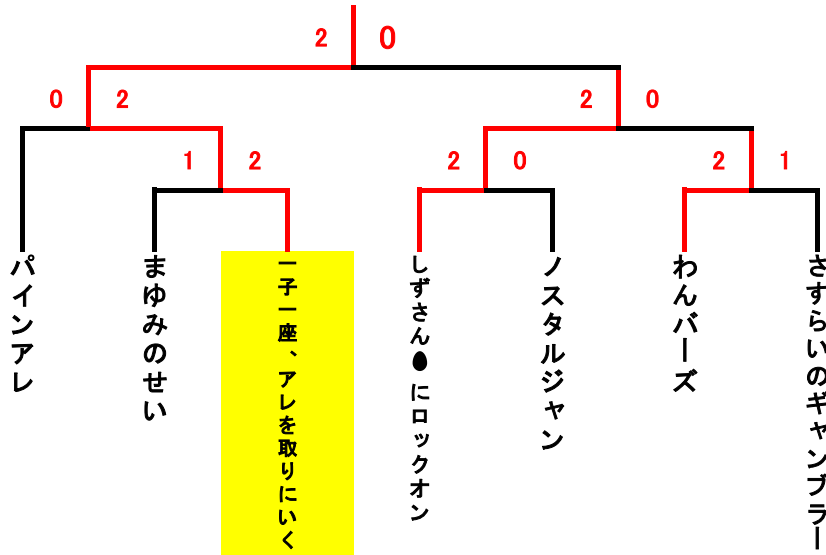 2 0
0 2 2 0
1 2 2 0 2 1
パインアレ
まゆみのせい
一子一座、アレを取りにいく
しずさん●にロックオン
ノスタルジャン
わんバーズ
さすらいのギャンブラー